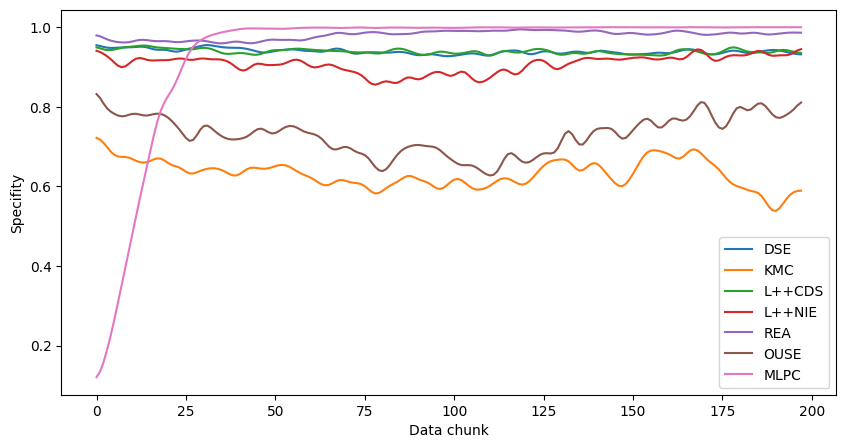 1.0
0.8
0.6
0.4
0.2
Specifity
0
25
50
75
100
125
150
175
200
Data chunk
DSE
KMC
L++CDS
L++NIE
REA
OUSE
MLPC